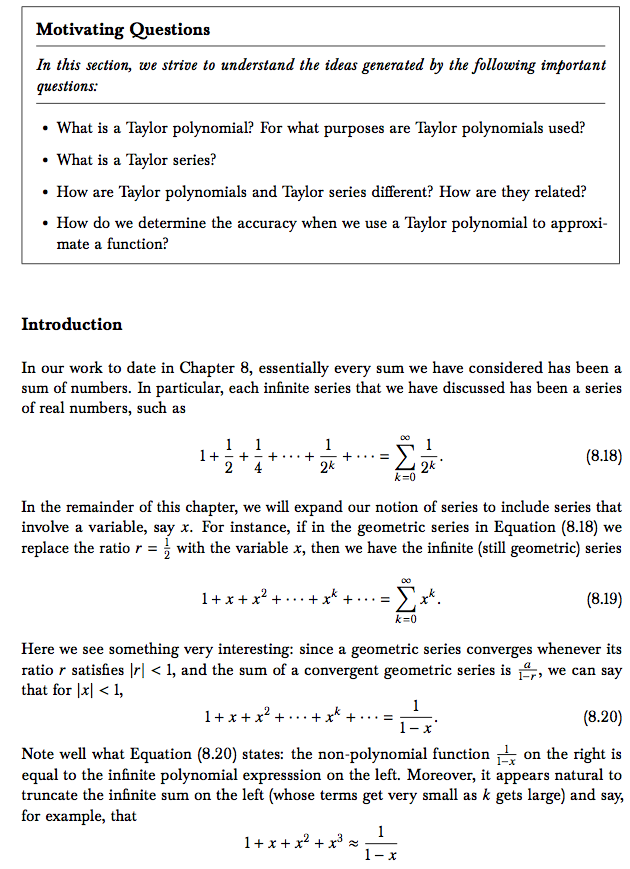 Motivating Questions
In this section, we strive to understand the ideas generated by the following important
questions:
• What is a Taylor polynomial? For what purposes are Taylor polynomials used?
• What is a Taylor series?
• How are Taylor polynomials and Taylor series different? How are they related?
• How do we determine the accuracy when we use a Taylor polynomial to approxi-
mate a function?
Introduction
In our work to date in Chapter 8, essentially every sum we have considered has been a
sum of numbers. In particular, each infinite series that we have discussed has been a series
of real numbers, such as
1 + \frac{1}{2} + \frac{1}{4} + ⋯ + \frac{1}{2^k} + ⋯ = \sum_{k=0}^{∞} \frac{1}{2^k}. (8.18)
In the remainder of this chapter, we will expand our notion of series to include series that
involve a variable, say x. For instance, if in the geometric series in Equation (8.18) we
replace the ratio r = \frac{1}{2} with the variable x, then we have the infinite (still geometric) series
1 + x + x^2 + ⋯ + x^k + ⋯ = \sum_{k=0}^{∞} x^k. (8.19)
Here we see something very interesting: since a geometric series converges whenever its
ratio r satisfies |r| < 1, and the sum of a convergent geometric series is \frac{a}{1-r}, we can say
that for |x| < 1,
1 + x + x^2 + ⋯ + x^k + ⋯ = \frac{1}{1-x}. (8.20)
Note well what Equation (8.20) states: the non-polynomial function \frac{1}{1-x} on the right is
equal to the infinite polynomial expresssion on the left. Moreover, it appears natural to
truncate the infinite sum on the left (whose terms get very small as k gets large) and say,
for example, that
1 + x + x^2 + x^3 ≈ \frac{1}{1-x}